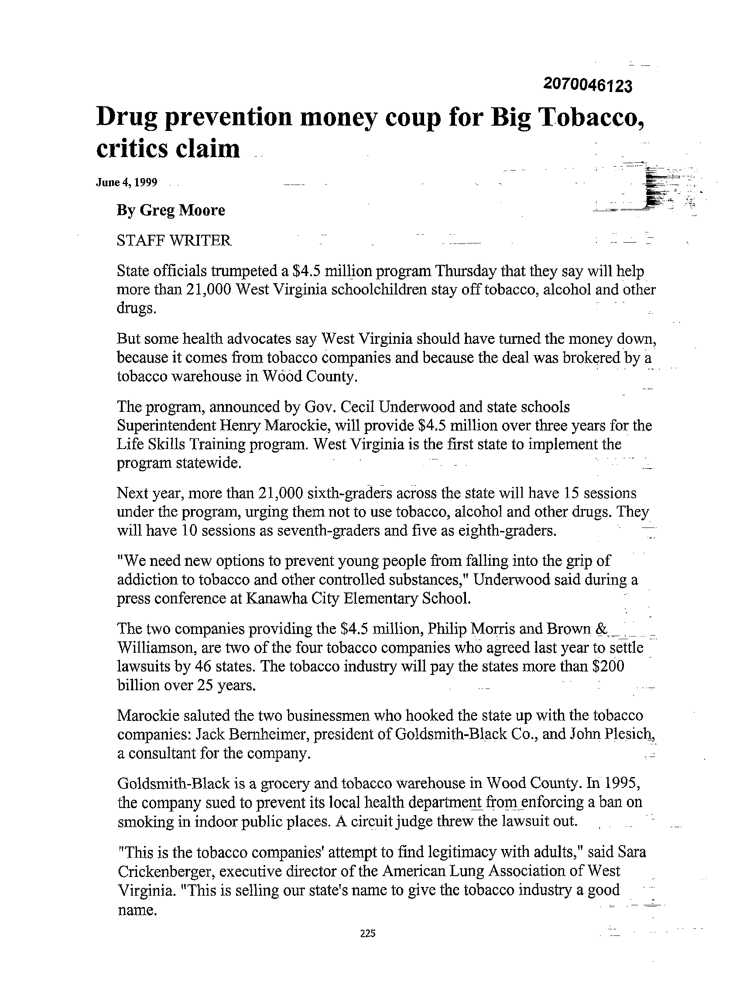 2070046123
Drug prevention money coup for Big Tobacco,
critics claim
June 4, 1999
By Greg Moore
STAFF WRITER
State officials trumpeted a $4.5 million program Thursday that they say will help
more than 21,000 West Virginia schoolchildren stay off tobacco, alcohol and other
drugs.
But some health advocates say West Virginia should have turned the money down,
because it comes from tobacco companies and because the deal was brokered by a
tobacco warehouse in Wood County.
The program, announced by Gov. Cecil Underwood and state schools
Superintendent Henry Marockie, will provide $4.5 million over three years for the
Life Skills Training program. West Virginia is the first state to implement the
program statewide.
Next year, more than 21,000 sixth-graders across the state will have 15 sessions
under the program, urging them not to use tobacco, alcohol and other drugs. They
will have 10 sessions as seventh-graders and five as eighth-graders.
"We need new options to prevent young people from falling into the grip of
addiction to tobacco and other controlled substances," Underwood said during a
press conference at Kanawha City Elementary School.
The two companies providing the $4.5 million, Philip Morris and Brown &
Williamson, are two of the four tobacco companies who agreed last year to settle
lawsuits by 46 states. The tobacco industry will pay the states more than $200
billion over 25 years.
Marockie saluted the two businessmen who hooked the state up with the tobacco
companies: Jack Bernheimer, president of Goldsmith-Black Co., and John Plesich,
a consultant for the company.
Goldsmith-Black is a grocery and tobacco warehouse in Wood County. In 1995,
the company sued to prevent its local health department from enforcing a ban on
smoking in indoor public places. A circuit judge threw the lawsuit out.
"This is the tobacco companies' attempt to find legitimacy with adults," said Sara
Crickenberger, executive director of the American Lung Association of West
Virginia. "This is selling our state's name to give the tobacco industry a good
name.
225